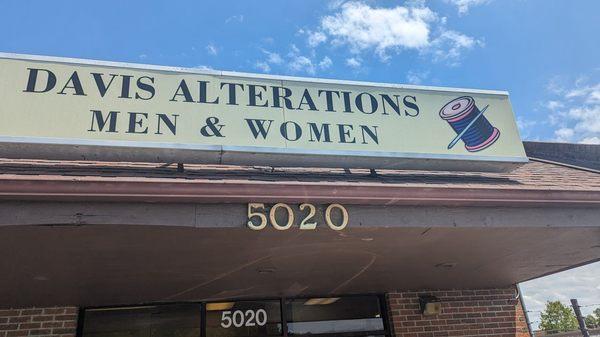 DAVIS ALTERATIONS
MEN & WOMEN
5020
5020